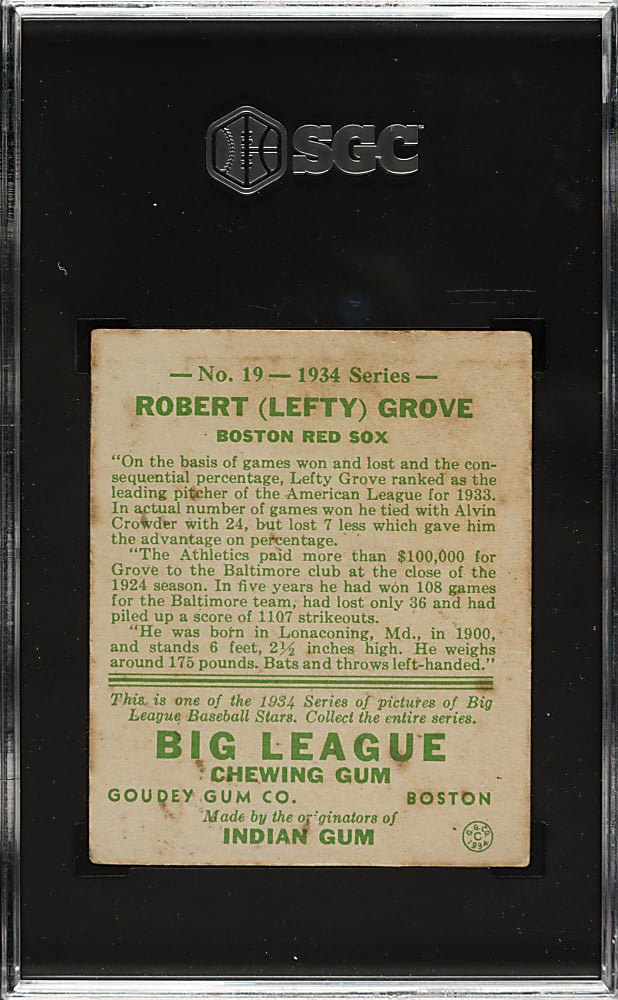 SGC
— No. 19 — 1934 Series —
ROBERT (LEFTY) GROVE
BOSTON RED SOX
"On the basis of games won and lost and the con-
sequential percentage, Lefty Grove ranked as the
leading pitcher of the American League for 1933.
In actual number of games won he tied with Alvin
Crowder with 24, but lost 7 less which gave him
the advantage on percentage.
"The Athletics paid more than $100,000 for
Grove to the Baltimore club at the close of the
1924 season. In five years he had won 108 games
for the Baltimore team, had lost only 36 and had
piled up a score of 1107 strikeouts.
"He was born in Lonaconing, Md., in 1900,
and stands 6 feet, 2½ inches high. He weighs
around 175 pounds. Bats and throws left-handed."
This is one of the 1934 Series of pictures of Big
League Baseball Stars. Collect the entire series.
BIG LEAGUE
CHEWING GUM
GOUDEY GUM CO. BOSTON
Made by the originators of
INDIAN GUM
G.G.CO.
C
1934